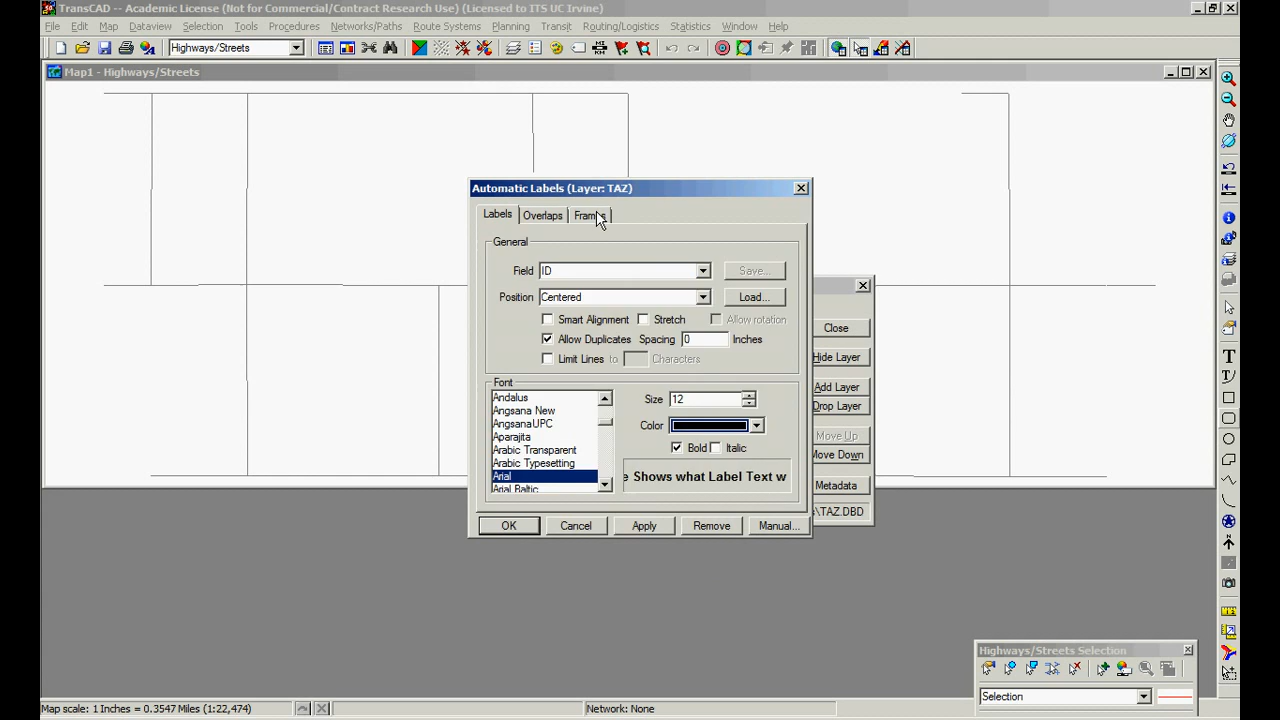 TransCAD -- Academic License (Not for Commercial/Contract Research Use) (Licensed to ITS UC Irvine)
File Edit Map Dataview Selection Tools Procedures Networks/Paths Route Systems Planning Transit Routing/Logistics Statistics Window Help
Highways/Streets
Map1 - Highways/Streets
Automatic Labels (Layer: TAZ)
Labels Overlaps
General
Field ID Save...
Position Centered Load...
Smart Alignment Stretch Allow rotation
Allow Duplicates Spacing 0 Inches
Limit Lines to Characters
Font
Andalus
Angsana New
AngsanaUPC
Aparajita
Arabic Transparent
Arabic Typesetting
Arial
Arial Baltic
Size 12
Color
Bold Italic
e Shows what Label Text w
OK Cancel Apply Remove Manual...
Close
Hide Layer
Add Layer
Drop Layer
Move Up
Move Down
Metadata
\TAZ.DBD
Highways/Streets Selection
Selection
Map scale: 1 Inches = 0.3547 Miles (1:22,474)
Network: None